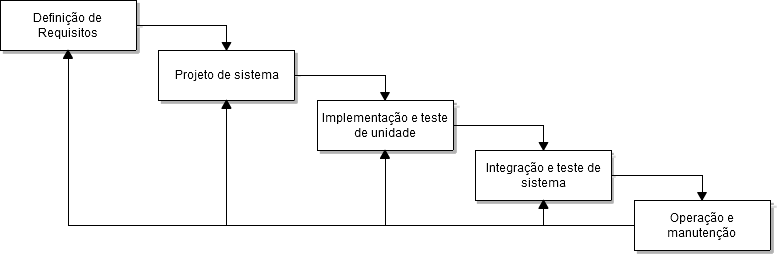 Definição de
Requisitos
Projeto de sistema
Implementação e teste
de unidade
Integração e teste de
sistema
Operação e
manutenção